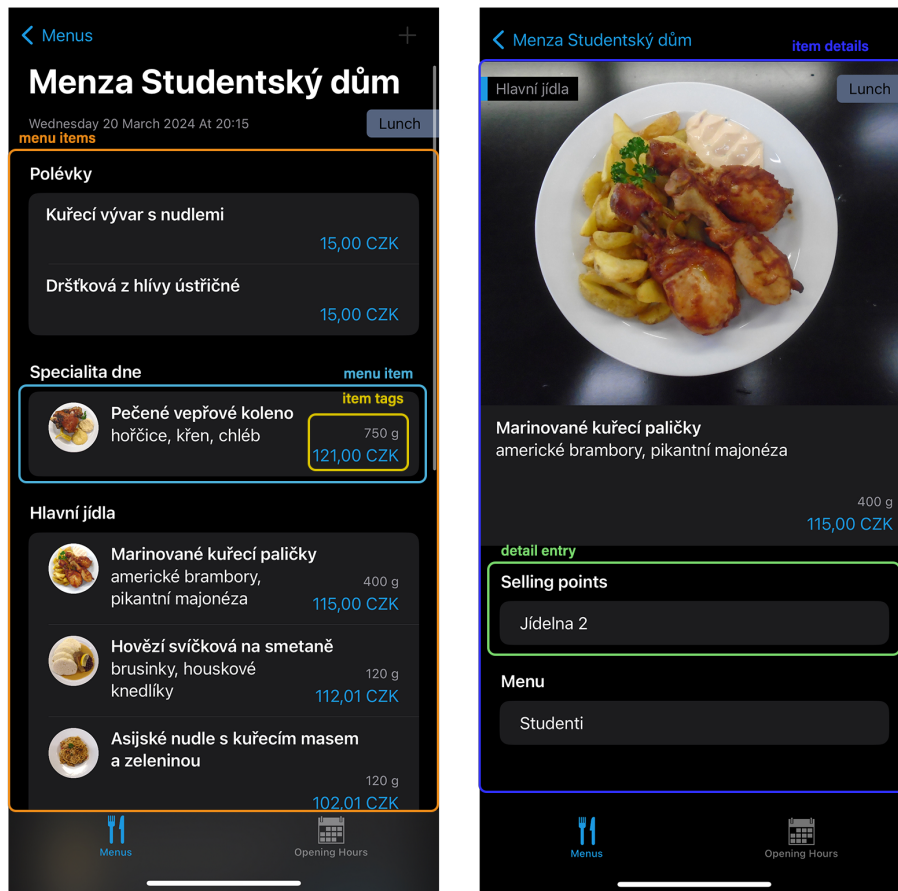 Menus
Menza Studentský dům
Wednesday 20 March 2024 At 20:15
Lunch
menu items
Polévky
Kuřecí vývar s nudlemi
15,00 CZK
Dršťková z hlívy ústřičné
15,00 CZK
Specialita dne
menu item
item tags
Pečené vepřové koleno
hořčice, křen, chléb
750 g
121,00 CZK
Hlavní jídla
Marinované kuřecí paličky
americké brambory,
pikantní majonéza
400 g
115,00 CZK
Hovězí svíčková na smetaně
brusinky, houskové
knedlíky
120 g
112,01 CZK
Asijské nudle s kuřecím masem
a zeleninou
120 g
102,01 CZK
Menus
Opening Hours
Menza Studentský dům
item details
Hlavní jídla
Lunch
Marinované kuřecí paličky
americké brambory, pikantní majonéza
400 g
115,00 CZK
detail entry
Selling points
Jídelna 2
Menu
Studenti
Menus
Opening Hours